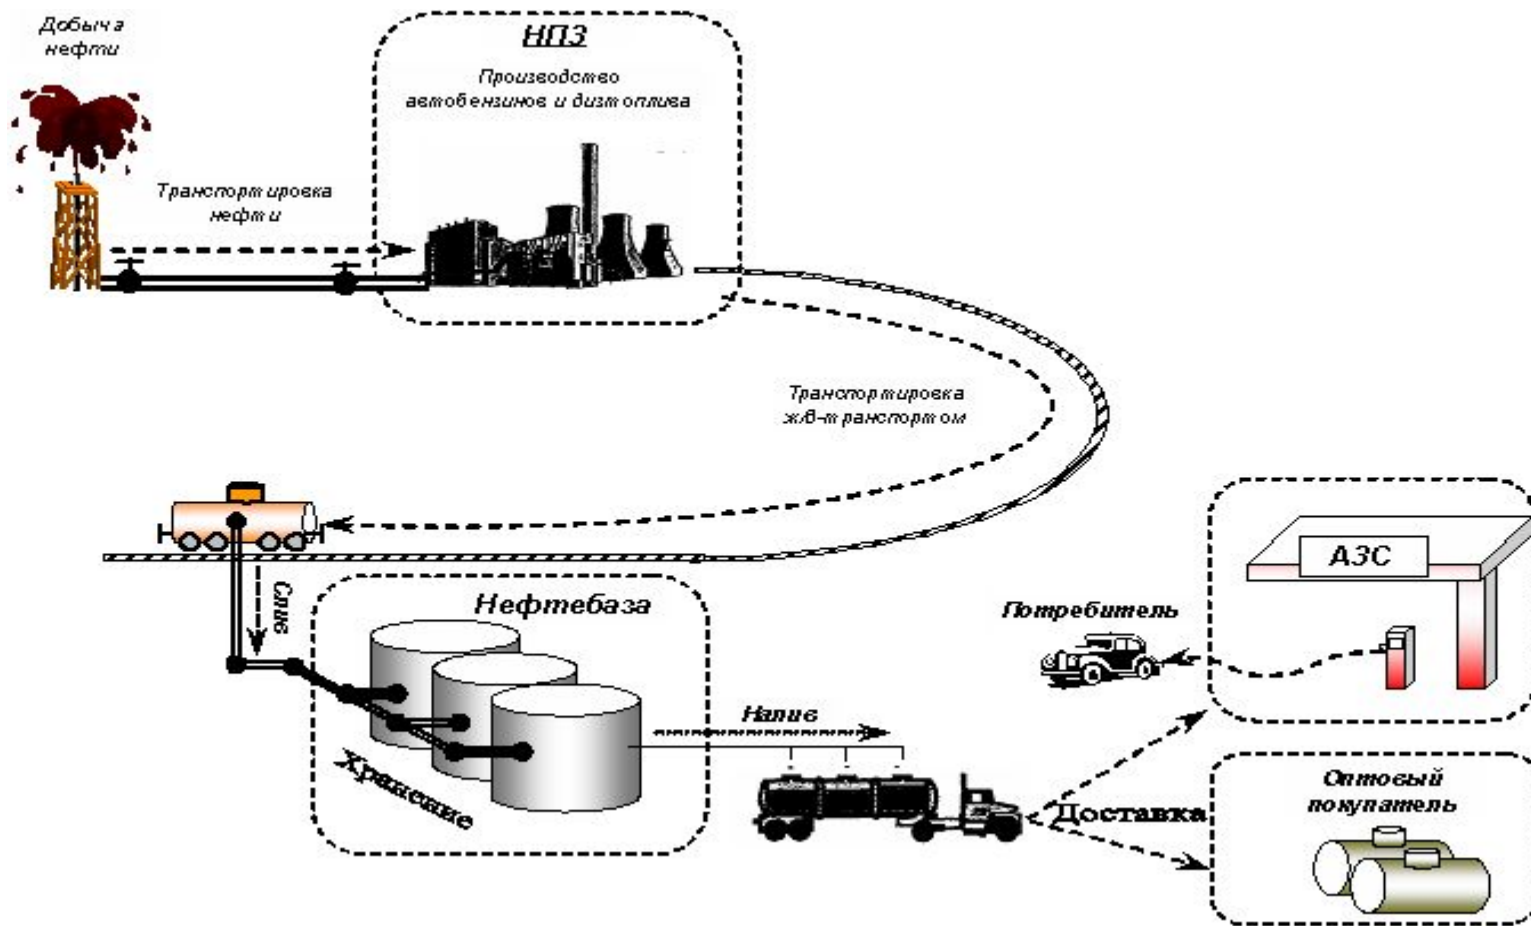 Добыча
нефти
НПЗ
Производство
автобензинов и дизтоплива
Транспортировка
нефти
Транспортировка
ж/д-транспортом
Слив
Нефтебаза
Хранение
Налив
Потребитель
АЗС
Доставка
Оптовый
покупатель